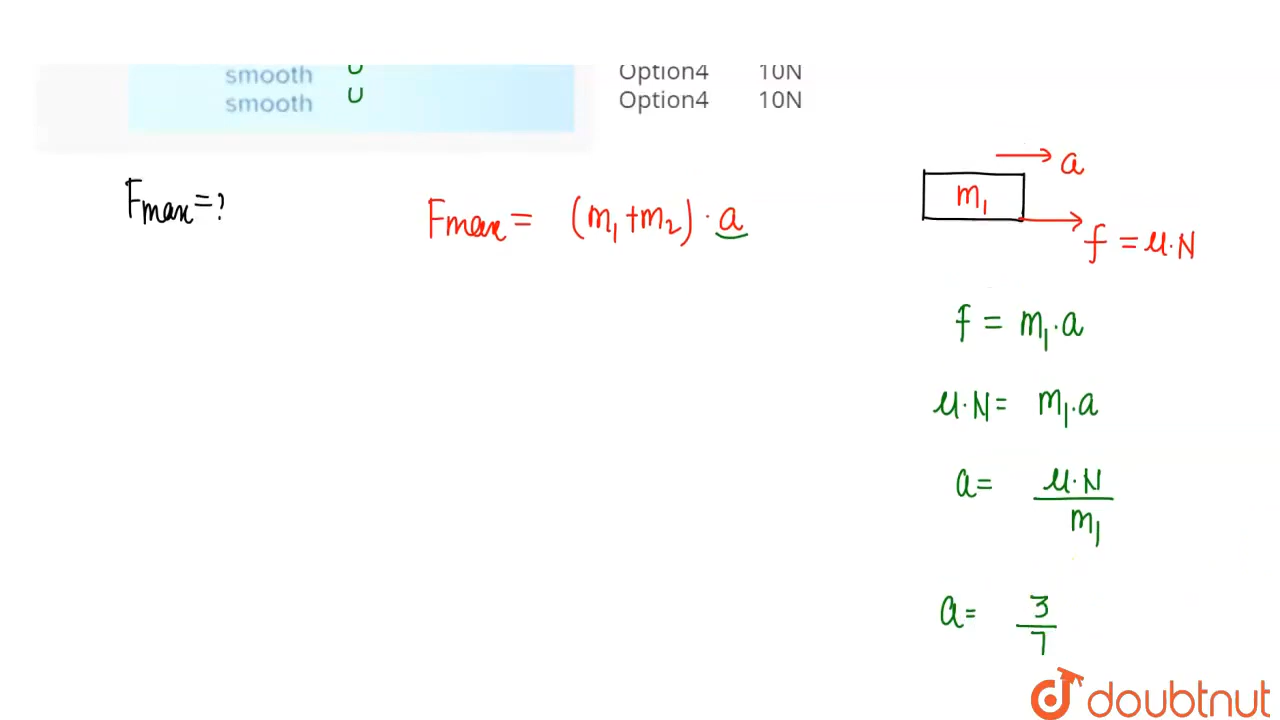 smooth Option4 10N
smooth Option4 10N
Fmax=?
Fmax= (m₁+m₂)·a
a
m₁
f = μ·N
f = m₁·a
μ·N= m₁·a
a= μ·N
m₁
a= 3
7
doubtnut